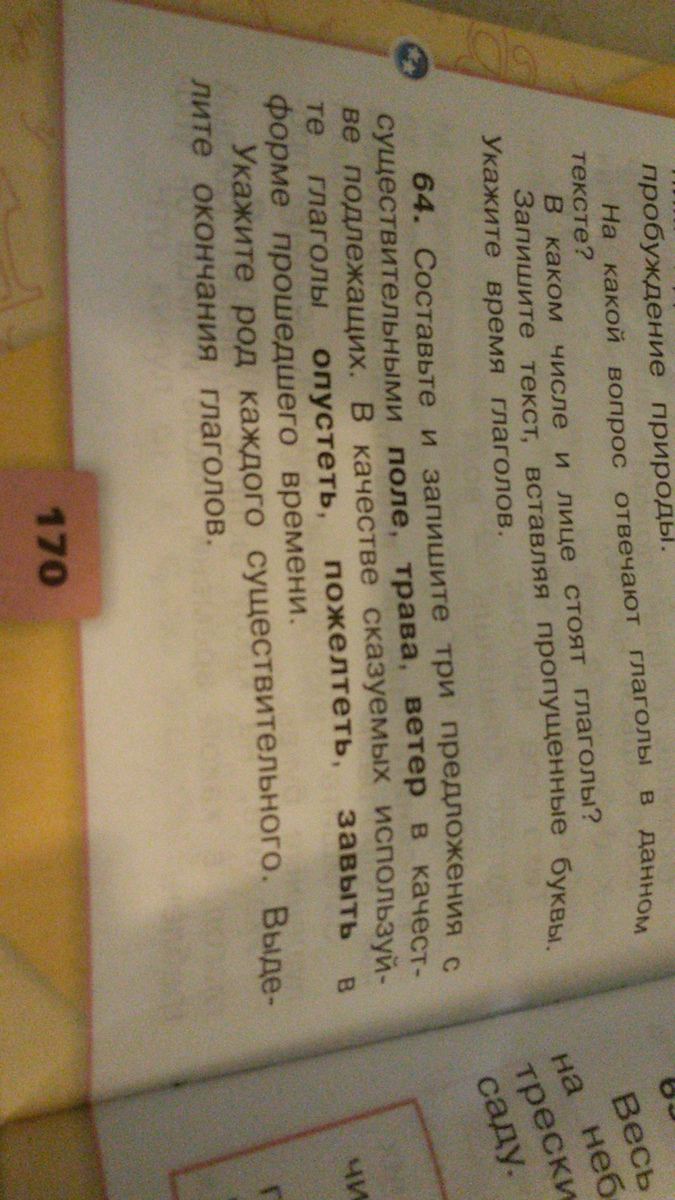 пробуждение природы.
На какой вопрос отвечают глаголы в данном
тексте?
В каком числе и лице стоят глаголы?
Запишите текст, вставляя пропущенные буквы.
Укажите время глаголов.
64. Составьте и запишите три предложения с
существительными поле, трава, ветер в качест-
ве подлежащих. В качестве сказуемых используй-
те глаголы опустеть, пожелтеть, завыть в
форме прошедшего времени.
Укажите род каждого существительного. Выде-
лите окончания глаголов.
170
Весь
на неб
трески
саду.